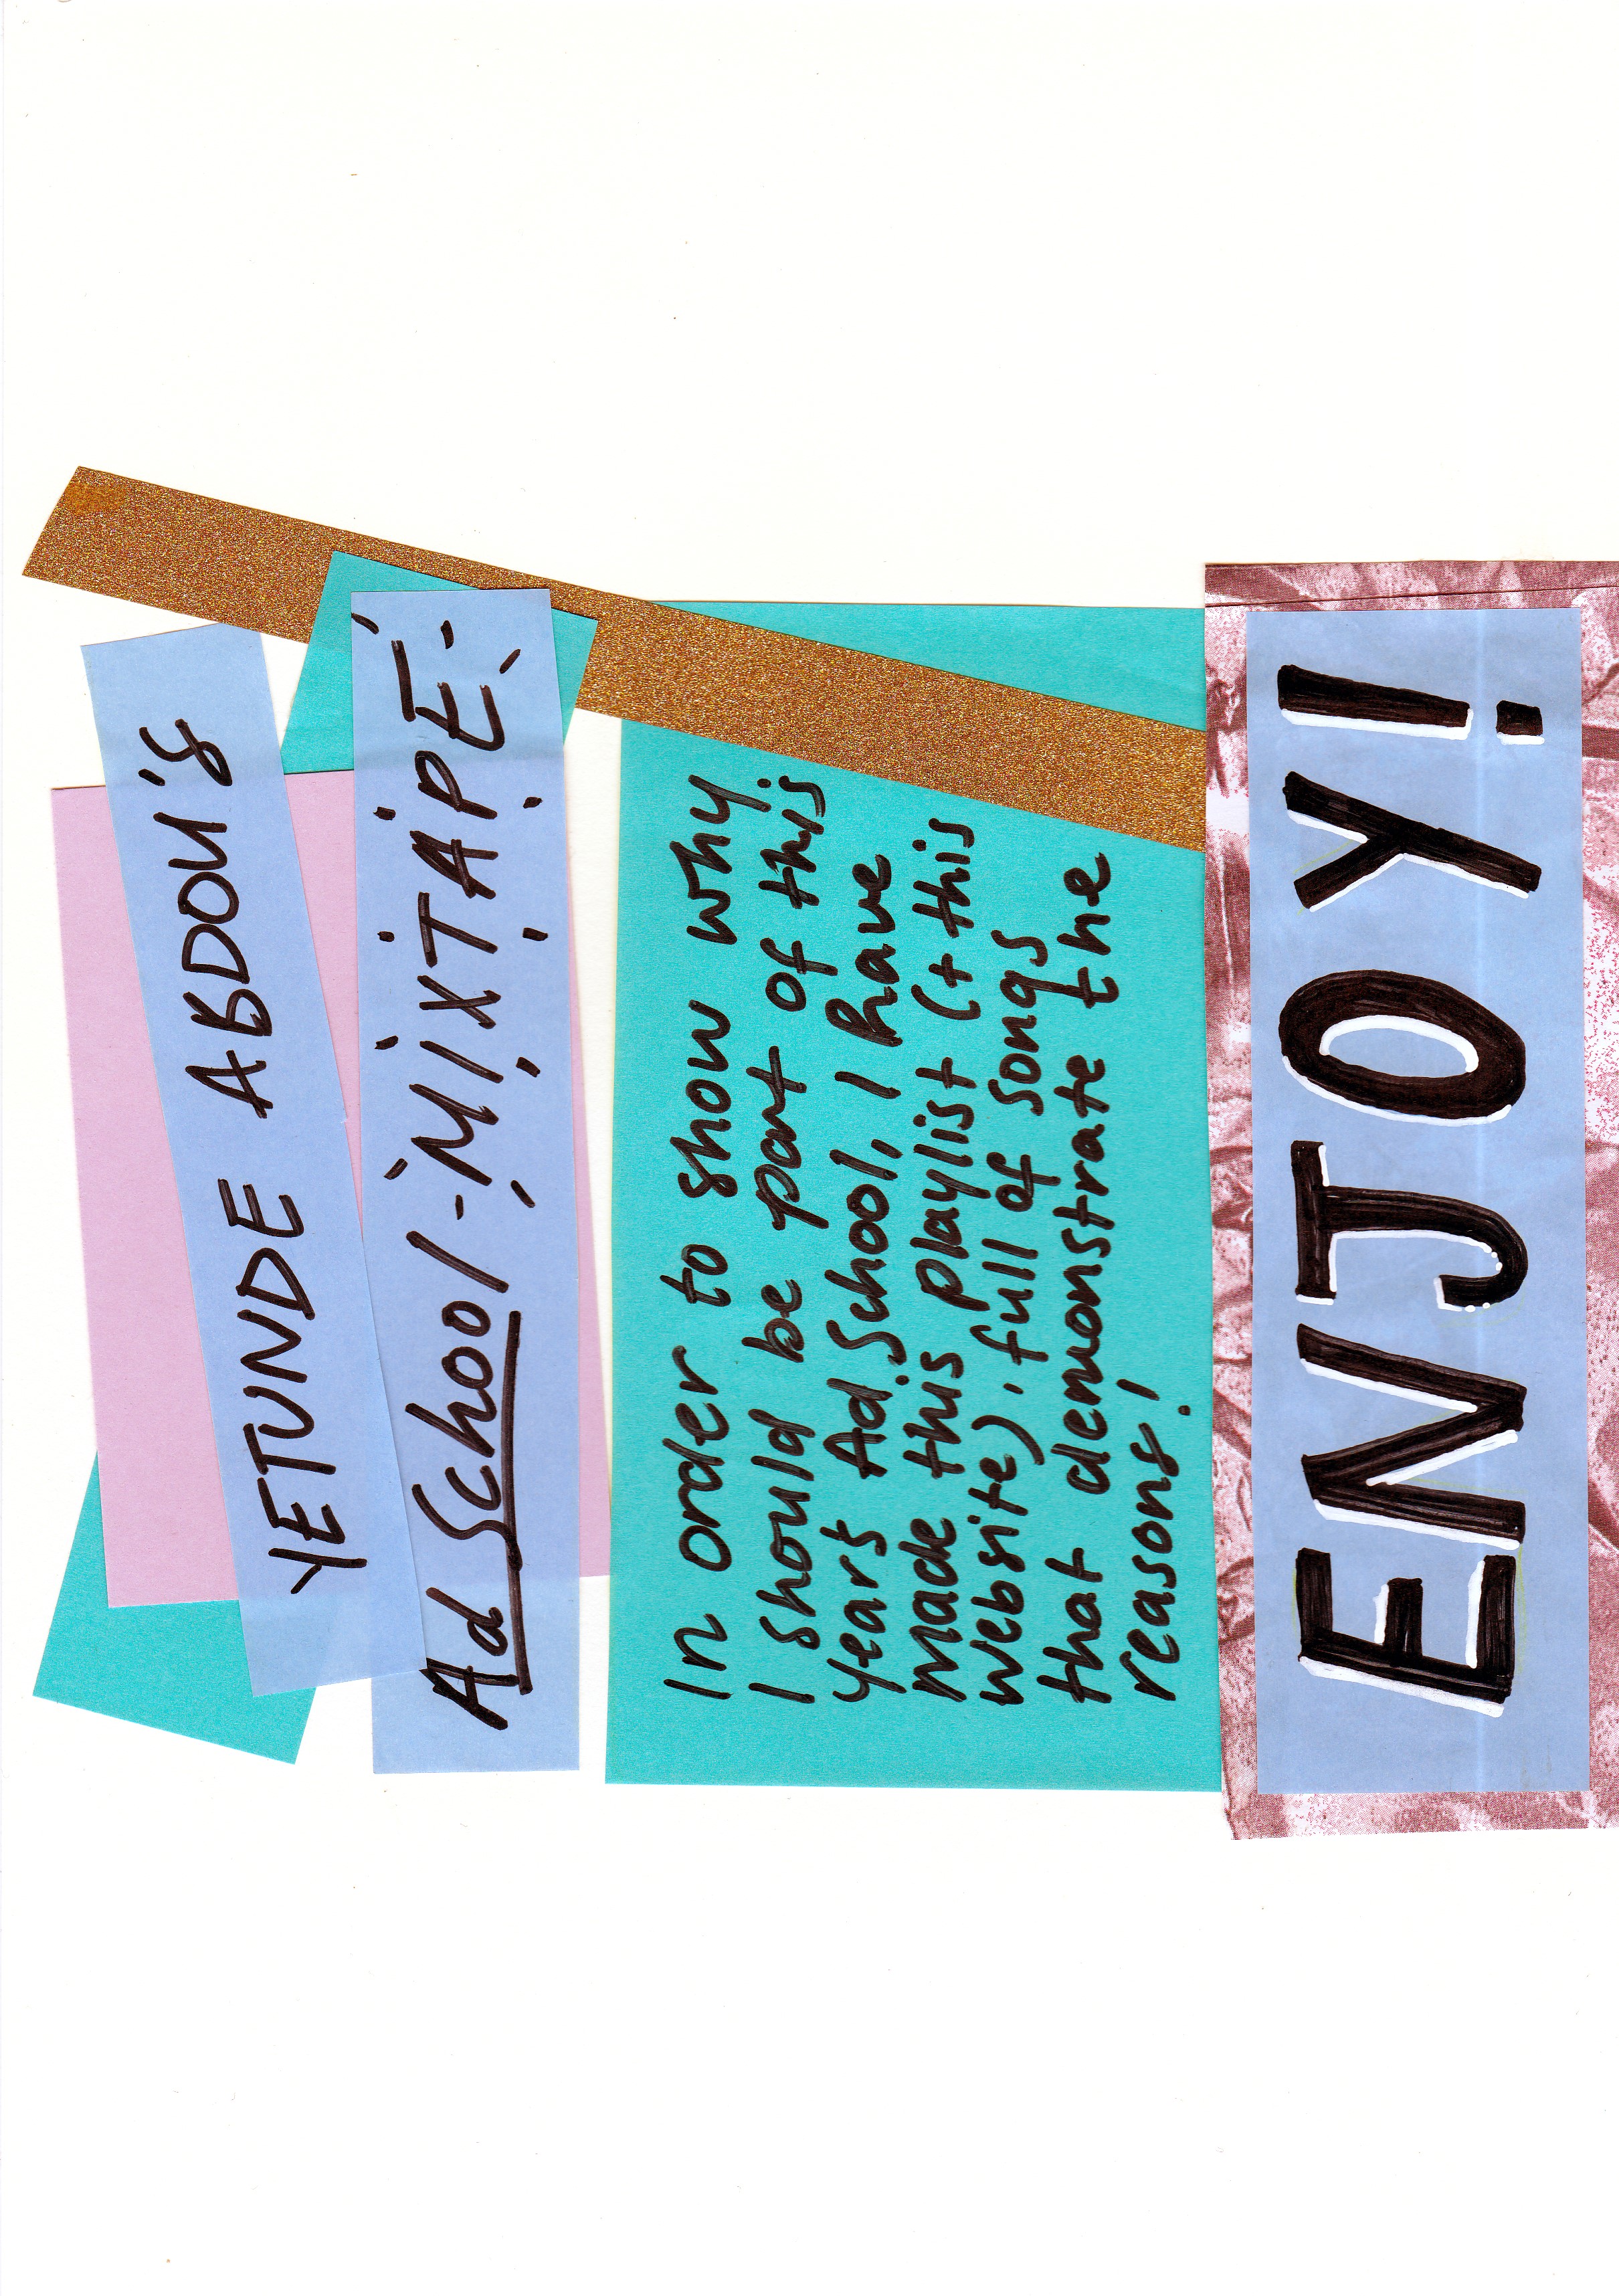 YETUNDE ABDOU'S
Ad School MIXTAPE
In order to show why
I should be part of this
year's Ad School, I have
made this playlist (+ this
website), full of songs
that demonstrate the
reasons!
ENJOY!